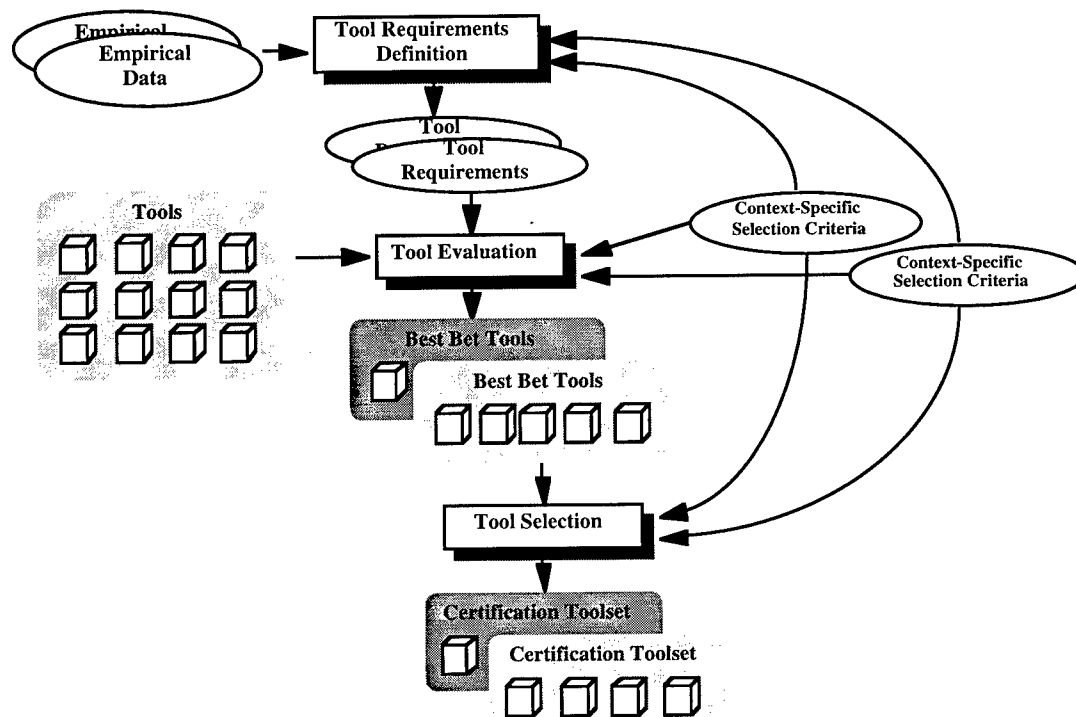 Empirical
Empirical
Data
Tool Requirements
Definition
Tool
Tool
Requirements
Tools
Tool Evaluation
Context-Specific
Selection Criteria
Context-Specific
Selection Criteria
Best Bet Tools
Best Bet Tools
Tool Selection
Certification Toolset
Certification Toolset